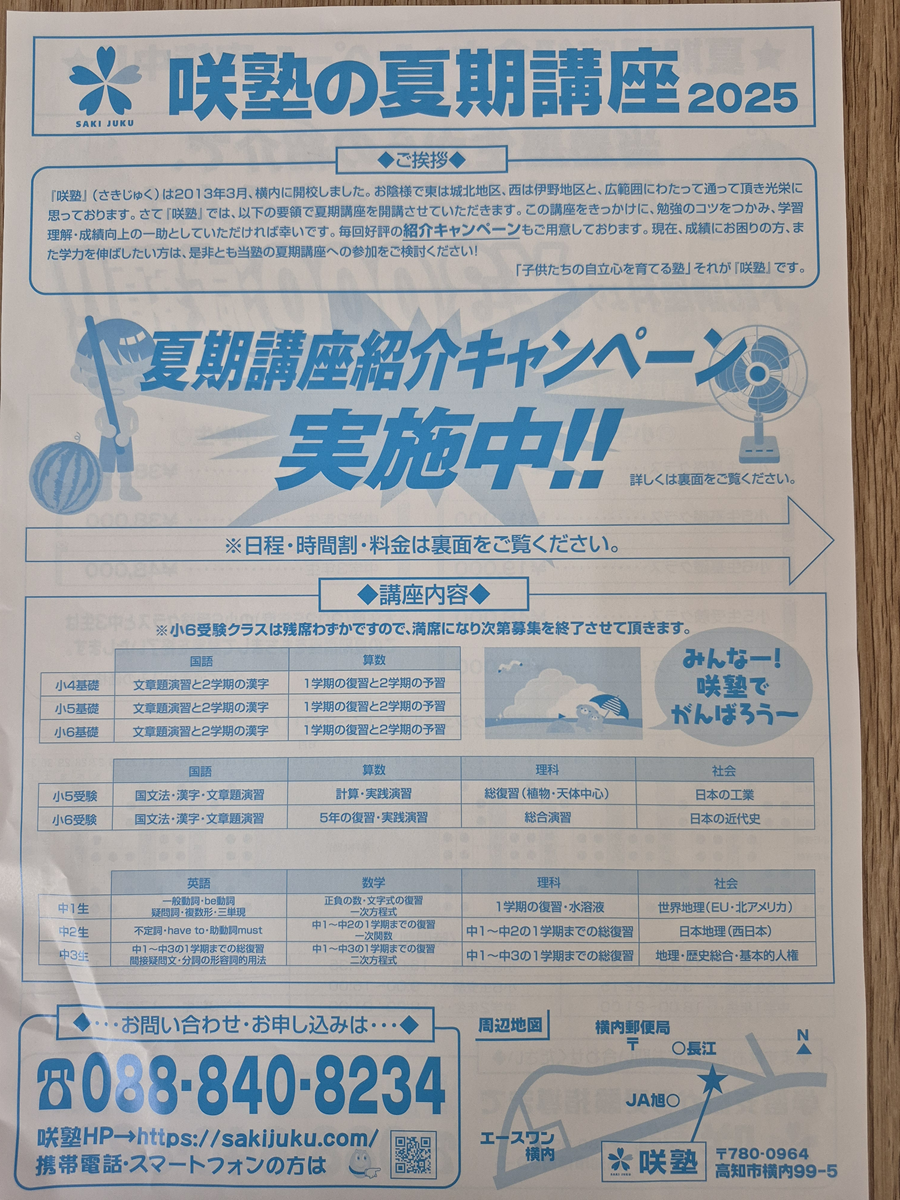 SAKI JUKU
咲塾の夏期講座2025
◆ご挨拶◆
『咲塾』(さきじゅく)は2013年3月、横内に開校しました。お陰様で東は城北地区、西は伊野地区と、広範囲にわたって通って頂き光栄に
思っております。さて『咲塾』では、以下の要領で夏期講座を開講させていただきます。この講座をきっかけに、勉強のコツをつかみ、学習
理解・成績向上の一助としていただければ幸いです。毎回好評の紹介キャンペーンもご用意しております。現在、成績にお困りの方、ま
た学力を伸ばしたい方は、是非とも当塾の夏期講座への参加をご検討ください!
「子供たちの自立心を育てる塾」それが『咲塾』です。
夏期講座紹介キャンペーン
実施中!!
詳しくは裏面をご覧ください。
※日程・時間割・料金は裏面をご覧ください。
◆講座内容◆
※小6受験クラスは残席わずかですので、満席になり次第募集を終了させて頂きます。
国語 算数
小4基礎 文章題演習と2学期の漢字 1学期の復習と2学期の予習
小5基礎 文章題演習と2学期の漢字 1学期の復習と2学期の予習
小6基礎 文章題演習と2学期の漢字 1学期の復習と2学期の予習
みんなー!
咲塾で
がんばろう〜
国語 算数 理科 社会
小5受験 国文法・漢字・文章題演習 計算・実践演習 総復習(植物・天体中心) 日本の工業
小6受験 国文法・漢字・文章題演習 5年の復習・実践演習 総合演習 日本の近代史
英語 数学 理科 社会
中1生 一般動詞・be動詞 疑問詞・複数形・三単現 正負の数・文字式の復習 一次方程式 1学期の復習・水溶液 世界地理(EU・北アメリカ)
中2生 不定詞・have to・助動詞must 中1〜中2の1学期までの復習 一次関数 中1〜中2の1学期までの総復習 日本地理(西日本)
中3生 中1〜中3の1学期までの総復習 間接疑問文・分詞の形容詞的用法 中1〜中3の1学期までの復習 二次方程式 中1〜中3の1学期までの総復習 地理・歴史総合・基本的人権
◆・・・お問い合わせ・お申し込みは・・・◆
☎088-840-8234
咲塾HP→https://sakijuku.com/
携帯電話・スマートフォンの方は
周辺地図
横内郵便局
〒
○長江
N
JA旭○
エースワン
横内
SAKI JUKU
咲塾
〒780-0964
高知市横内99-5